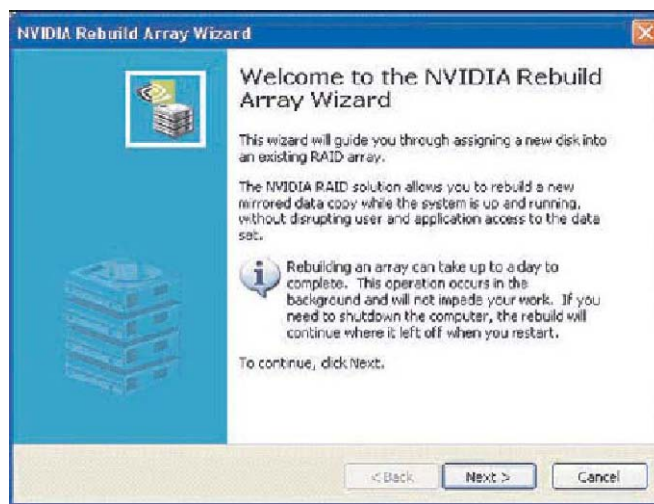 NVIDIA Rebuild Array Wizard
Welcome to the NVIDIA Rebuild
Array Wizard
This wizard will guide you through assigning a new disk into
an existing RAID array.
The NVIDIA RAID solution allows you to rebuild a new
mirrored data copy while the system is up and running,
without disrupting user and application access to the data
set.
Rebuilding an array can take up to a day to
complete. This operation occurs in the
background and will not impede your work. If you
need to shutdown the computer, the rebuild will
continue where it left off when you restart.
To continue, click Next.
< Back
Next >
Cancel